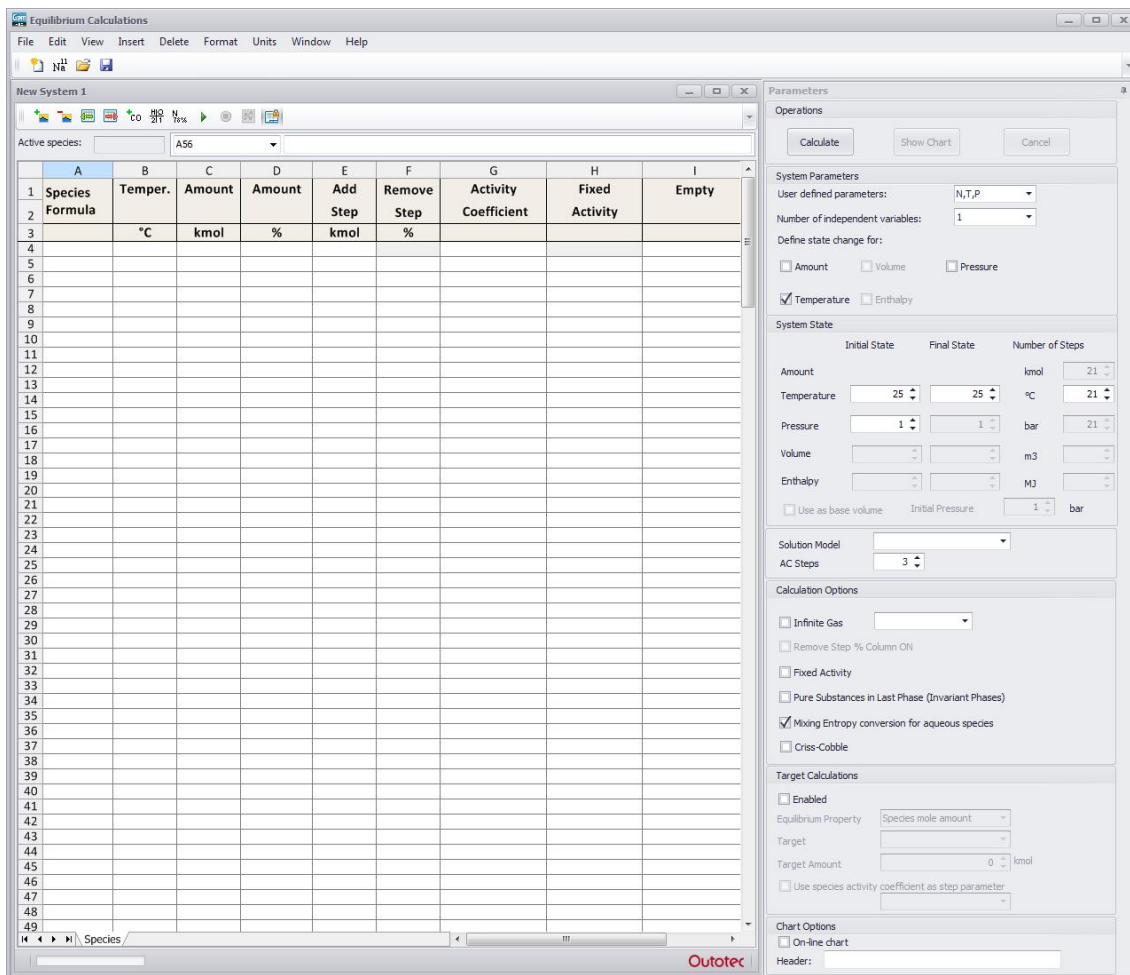 Equilibrium Calculations
File Edit View Insert Delete Format Units Window Help
New System 1
Active species: A56
A B C D E F G H I
1 Species Temper. Amount Amount Add Remove Activity Fixed Empty
2 Formula Step Step Coefficient Activity
3 °C kmol % kmol %
4
5
6
7
8
9
10
11
12
13
14
15
16
17
18
19
20
21
22
23
24
25
26
27
28
29
30
31
32
33
34
35
36
37
38
39
40
41
42
43
44
45
46
47
48
49
Species
Outotec
Parameters
Operations
Calculate Show Chart Cancel
System Parameters
User defined parameters: N,T,P
Number of independent variables: 1
Define state change for:
Amount Volume Pressure
Temperature Enthalpy
System State
Initial State Final State Number of Steps
Amount kmol 21
Temperature 25 25 °C 21
Pressure 1 1 bar 21
Volume m3
Enthalpy MJ
Use as base volume Initial Pressure 1 bar
Solution Model
AC Steps 3
Calculation Options
Infinite Gas
Remove Step % Column ON
Fixed Activity
Pure Substances in Last Phase (Invariant Phases)
Mixing Entropy conversion for aqueous species
Criss-Cobble
Target Calculations
Enabled
Equilibrium Property Species mole amount
Target
Target Amount 0 kmol
Use species activity coefficient as step parameter
Chart Options
On-line chart
Header: